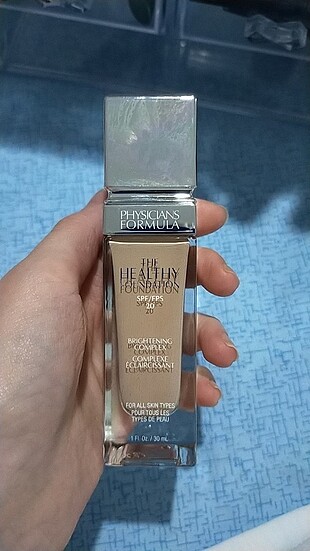 PHYSICIANS
FORMULA
THE
HEALTHY
FOUNDATION
SPF/FPS
20
BRIGHTENING
COMPLEX
COMPLEXE
ÉCLAIRCISSANT
FOR ALL SKIN TYPES
POUR TOUS LES
TYPES DE PEAU
1 Fl. Oz. / 30 mL